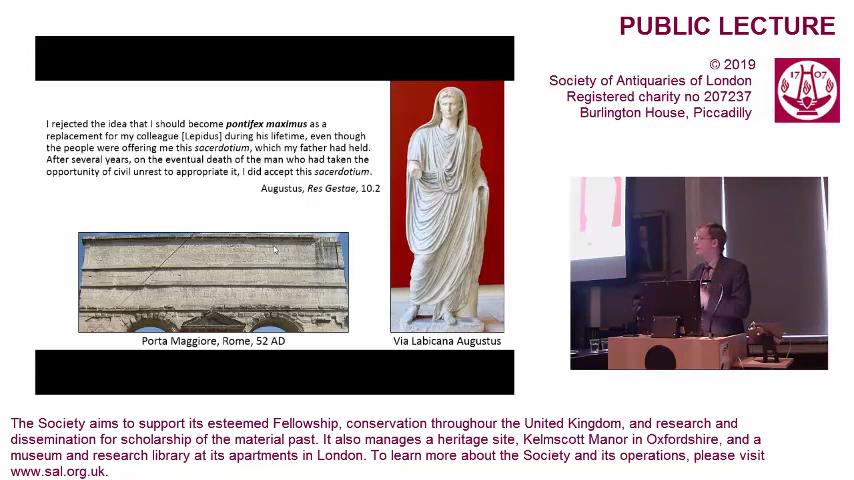 PUBLIC LECTURE
© 2019
Society of Antiquaries of London
Registered charity no 207237
Burlington House, Piccadilly
17 07
I rejected the idea that I should become pontifex maximus as a
replacement for my colleague [Lepidus] during his lifetime, even though
the people were offering me this sacerdotium, which my father had held.
After several years, on the eventual death of the man who had taken the
opportunity of civil unrest to appropriate it, I did accept this sacerdotium.
Augustus, Res Gestae, 10.2
Porta Maggiore, Rome, 52 AD
Via Labicana Augustus
The Society aims to support its esteemed Fellowship, conservation throughour the United Kingdom, and research and
dissemination for scholarship of the material past. It also manages a heritage site, Kelmscott Manor in Oxfordshire, and a
museum and research library at its apartments in London. To learn more about the Society and its operations, please visit
www.sal.org.uk.